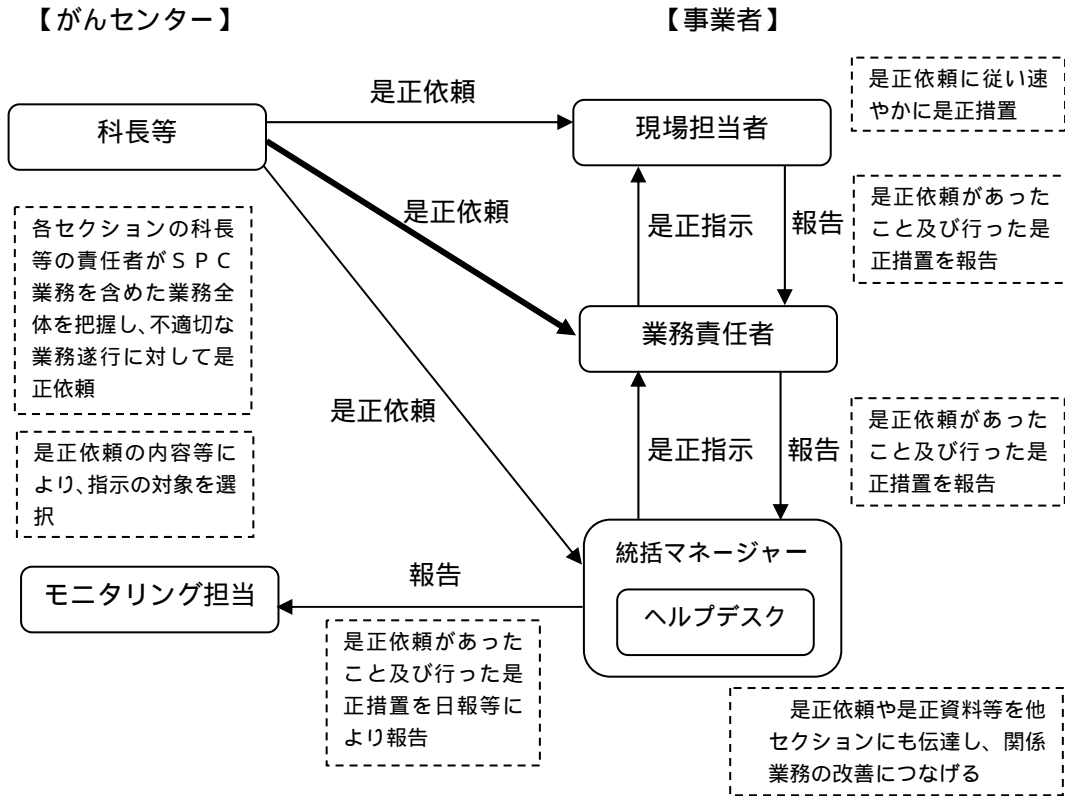 【がんセンター】
【事業者】
是正依頼に従い速
やかに是正措置
是正依頼
科長等
現場担当者
是正依頼があった
こと及び行った是
正措置を報告
是正依頼
是正指示
報告
各セクションの科長
等の責任者がＳＰＣ
業務を含めた業務全
体を把握し、不適切な
業務遂行に対して是
正依頼
業務責任者
是正依頼
是正依頼があった
こと及び行った是
正措置を報告
是正指示
報告
是正依頼の内容等に
より、指示の対象を選
択
統括マネージャー
ヘルプデスク
報告
モニタリング担当
是正依頼があった
こと及び行った是
正措置を日報等に
より報告
是正依頼や是正資料等を他
セクションにも伝達し、関係
業務の改善につなげる